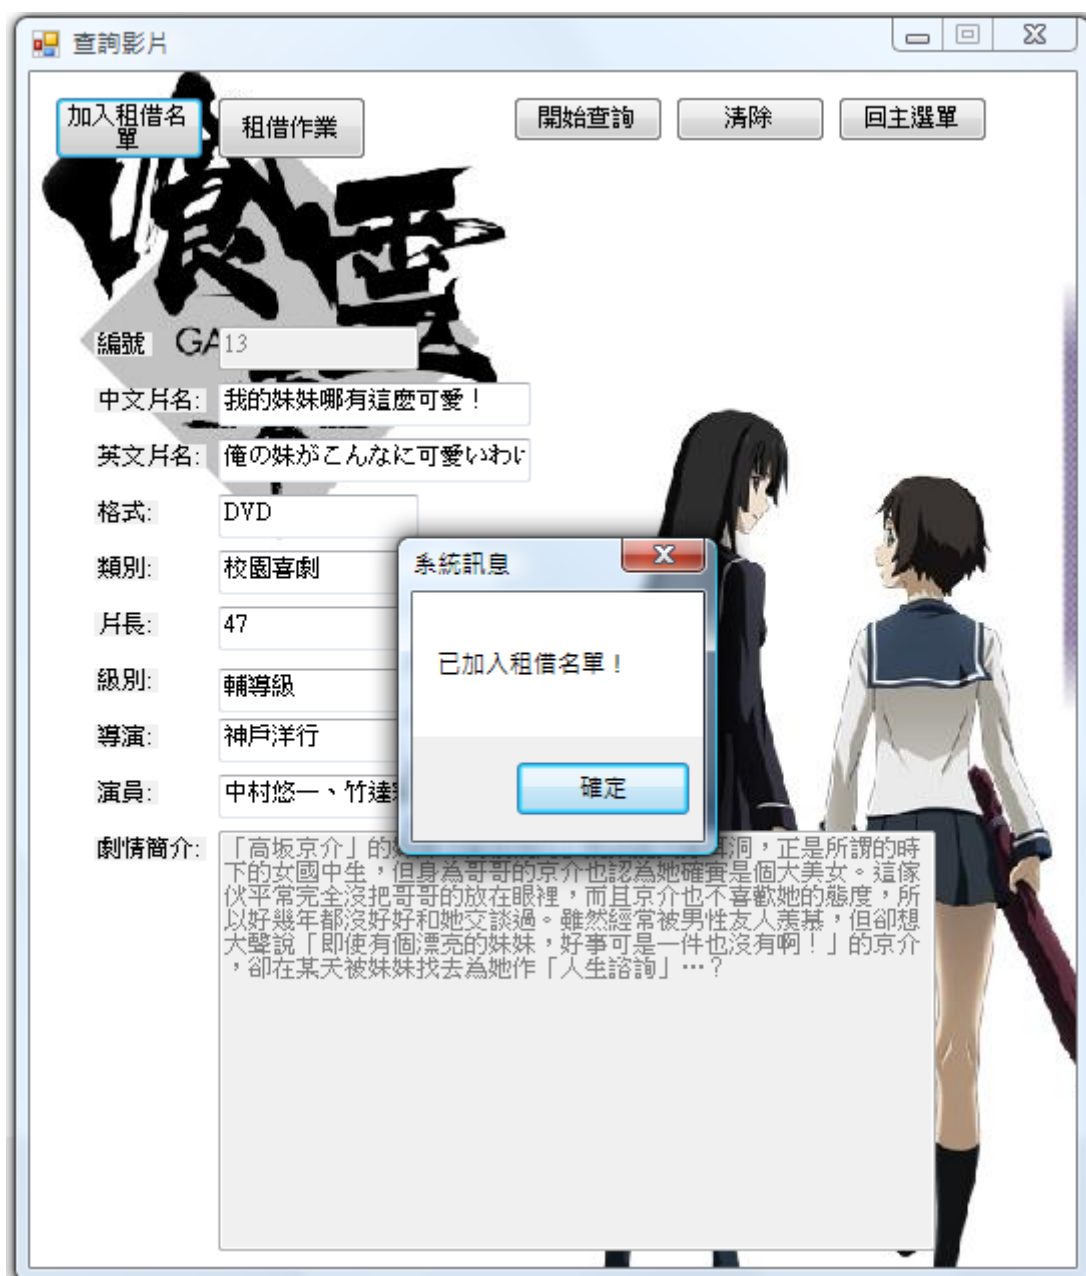 查詢影片
加入租借名
單
租借作業
開始查詢
清除
回主選單
喰霊
GA
編號
13
中文片名:
我的妹妹哪有這麼可愛！
英文片名:
俺の妹がこんなに可愛いわけ
格式:
DVD
類別:
校園喜劇
片長:
47
級別:
輔導級
導演:
神戶洋行
演員:
中村悠一、竹達
系統訊息
已加入租借名單！
確定
劇情簡介:
「高坂京介」的 耳洞，正是所謂的時
下的女國中生，但身為哥哥的京介也認為她確實是個大美女。這傢
伙平常完全沒把哥哥的放在眼裡，而且京介也不喜歡她的態度，所
以好幾年都沒好好和她交談過。雖然經常被男性友人羨慕，但卻想
大聲說「即使有個漂亮的妹妹，好事可是一件也沒有啊！」的京介
，卻在某天被妹妹找去為她作「人生諮詢」…？